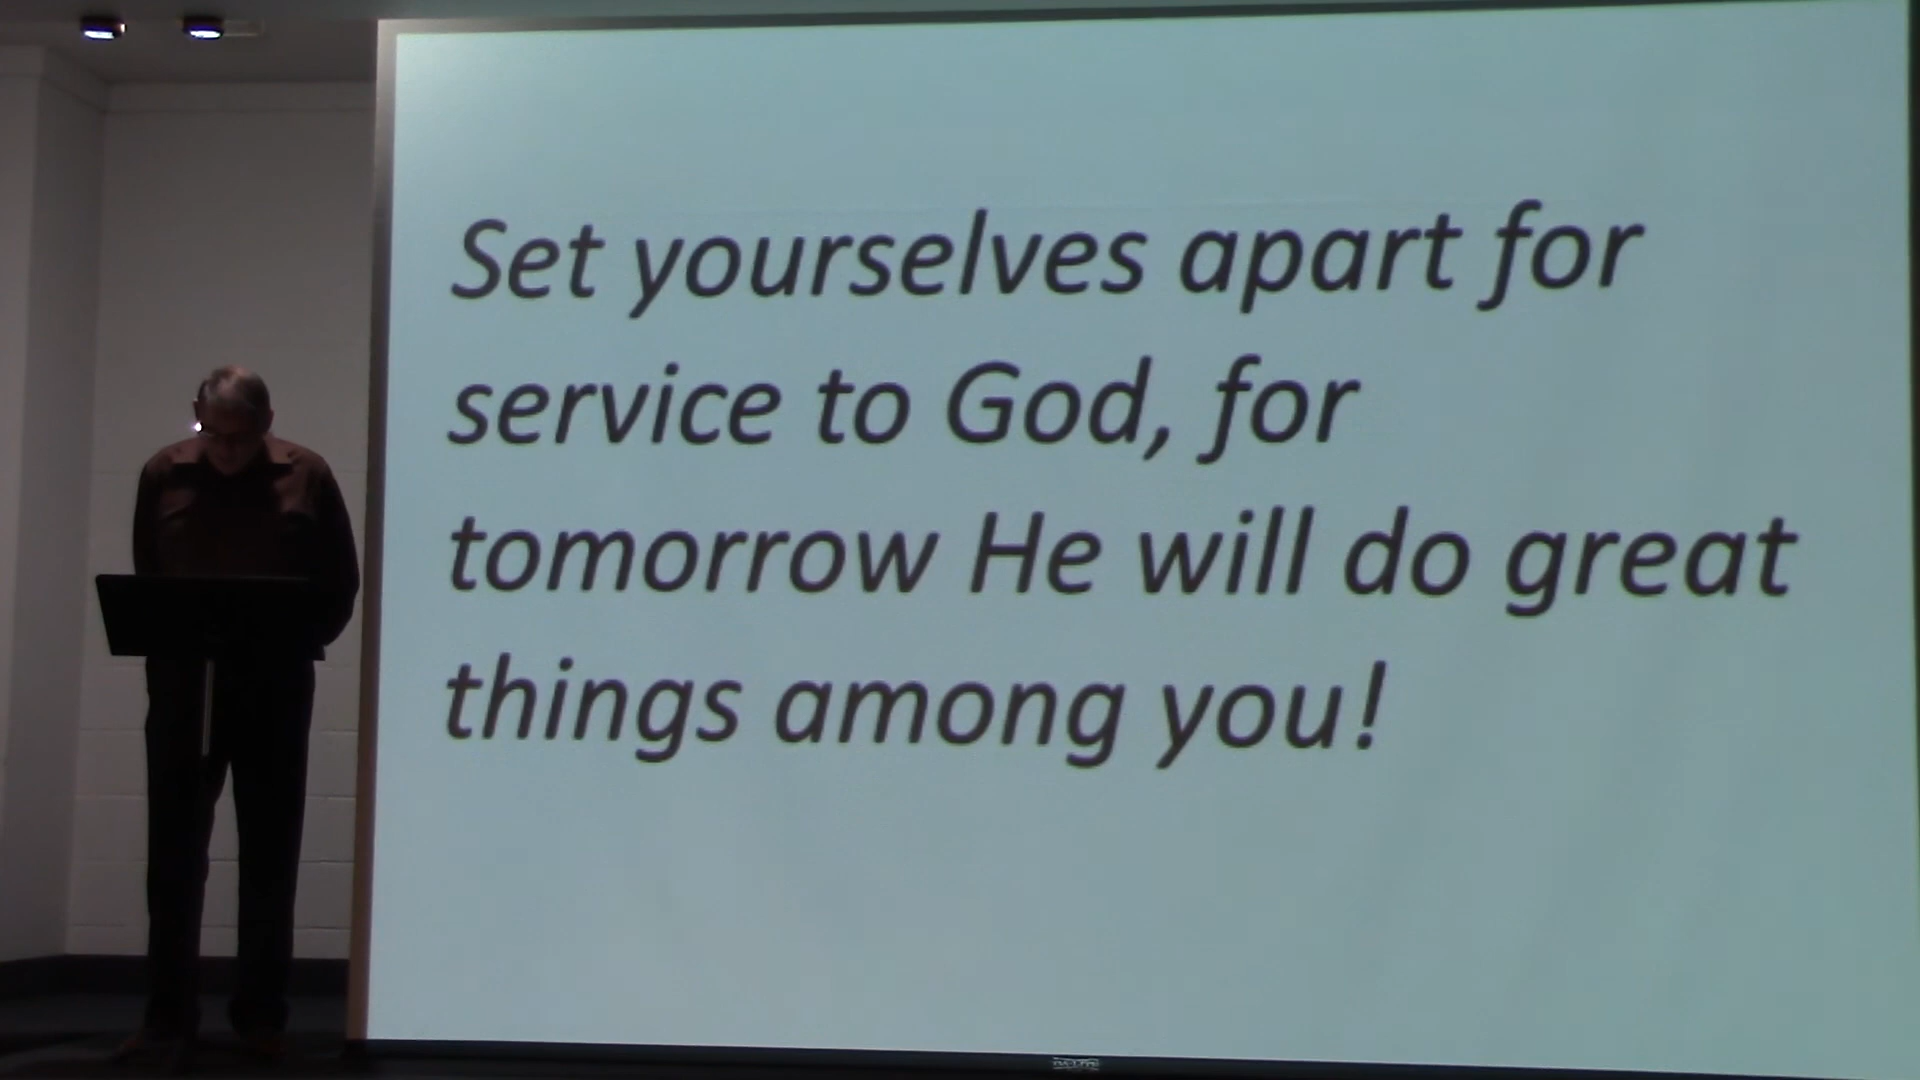 Set yourselves apart for
service to God, for
tomorrow He will do great
things among you!